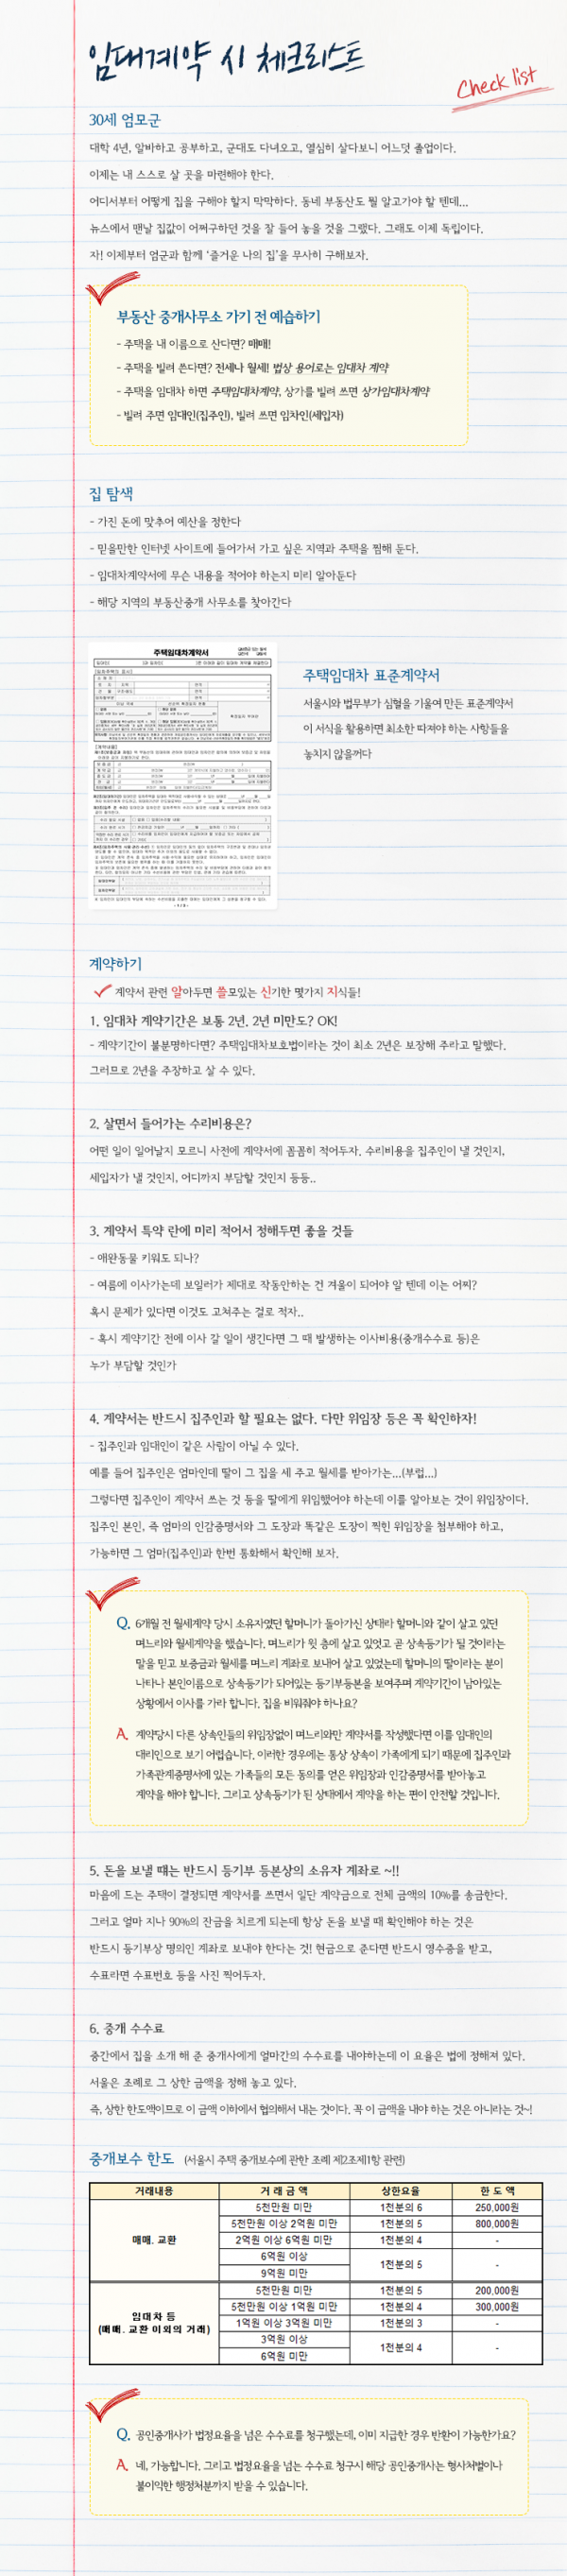 임대계약 시 체크리스트
Check list
30세 엄모군
대학 4년, 알바하고 공부하고, 군대도 다녀오고, 열심히 살다보니 어느덧 졸업이다.
이제는 내 스스로 살 곳을 마련해야 한다.
어디서부터 어떻게 집을 구해야 할지 막막하다. 동네 부동산도 뭘 알고가야 할 텐데...
뉴스에서 맨날 집값이 어쩌구하던 것을 잘 들어 놓을 것을 그랬다. 그래도 이제 독립이다.
자! 이제부터 엄군과 함께 '즐거운 나의 집'을 무사히 구해보자.
부동산 중개사무소 가기 전 예습하기
- 주택을 내 이름으로 산다면? 매매!
- 주택을 빌려 쓴다면? 전세나 월세! 법상 용어로는 임대차 계약
- 주택을 임대차 하면 주택임대차계약, 상가를 빌려 쓰면 상가임대차계약
- 빌려 주면 임대인(집주인), 빌려 쓰면 임차인(세입자)
집 탐색
- 가진 돈에 맞추어 예산을 정한다
- 믿을만한 인터넷 사이트에 들어가서 가고 싶은 지역과 주택을 찜해 둔다.
- 임대차계약서에 무슨 내용을 적어야 하는지 미리 알아둔다
- 해당 지역의 부동산중개 사무소를 찾아간다
주택임대차계약서
주택임대차 표준계약서
서울시와 법무부가 심혈을 기울여 만든 표준계약서
이 서식을 활용하면 최소한 따져야 하는 사항들을
놓치지 않을꺼다
계약하기
계약서 관련 알아두면 쓸모있는 신기한 몇가지 지식들!
1. 임대차 계약기간은 보통 2년. 2년 미만도? OK!
- 계약기간이 불분명하다면? 주택임대차보호법이라는 것이 최소 2년은 보장해 주라고 말했다.
그러므로 2년을 주장하고 살 수 있다.
2. 살면서 들어가는 수리비용은?
어떤 일이 일어날지 모르니 사전에 계약서에 꼼꼼히 적어두자. 수리비용을 집주인이 낼 것인지,
세입자가 낼 것인지, 어디까지 부담할 것인지 등등..
3. 계약서 특약 란에 미리 적어서 정해두면 좋을 것들
- 애완동물 키워도 되나?
- 여름에 이사가는데 보일러가 제대로 작동안하는 건 겨울이 되어야 알 텐데 이는 어찌?
혹시 문제가 있다면 이것도 고쳐주는 걸로 적자..
- 혹시 계약기간 전에 이사 갈 일이 생긴다면 그 때 발생하는 이사비용(중개수수료 등)은
누가 부담할 것인가
4. 계약서는 반드시 집주인과 할 필요는 없다. 다만 위임장 등은 꼭 확인하자!
- 집주인과 임대인이 같은 사람이 아닐 수 있다.
예를 들어 집주인은 엄마인데 딸이 그 집을 세 주고 월세를 받아가는...(부럽...)
그렇다면 집주인이 계약서 쓰는 것 등을 딸에게 위임했어야 하는데 이를 알아보는 것이 위임장이다.
집주인 본인, 즉 엄마의 인감증명서와 그 도장과 똑같은 도장이 찍힌 위임장을 첨부해야 하고,
가능하면 그 엄마(집주인)과 한번 통화해서 확인해 보자.
Q. 6개월 전 월세계약 당시 소유자였던 할머니가 돌아가신 상태라 할머니와 같이 살고 있던
며느리와 월세계약을 했습니다. 며느리가 윗 층에 살고 있엇고 곧 상속등기가 될 것이라는
말을 믿고 보증금과 월세를 며느리 계좌로 보내어 살고 있었는데 할머니의 딸이라는 분이
나타나 본인이름으로 상속등기가 되어있는 등기부등본을 보여주며 계약기간이 남아있는
상황에서 이사를 가라 합니다. 집을 비워줘야 하나요?
A. 계약당시 다른 상속인들의 위임장없이 며느리와만 계약서를 작성했다면 이를 임대인의
대리인으로 보기 어렵습니다. 이러한 경우에는 통상 상속이 가족에게 되기 때문에 집주인과
가족관계증명서에 있는 가족들의 모든 동의를 얻은 위임장과 인감증명서를 받아놓고
계약을 해야 합니다. 그리고 상속등기가 된 상태에서 계약을 하는 편이 안전할 것입니다.
5. 돈을 보낼 때는 반드시 등기부 등본상의 소유자 계좌로 ~!!
마음에 드는 주택이 결정되면 계약서를 쓰면서 일단 계약금으로 전체 금액의 10%를 송금한다.
그러고 얼마 지나 90%의 잔금을 치르게 되는데 항상 돈을 보낼 때 확인해야 하는 것은
반드시 등기부상 명의인 계좌로 보내야 한다는 것! 현금으로 준다면 반드시 영수증을 받고,
수표라면 수표번호 등을 사진 찍어두자.
6. 중개 수수료
중간에서 집을 소개 해 준 중개사에게 얼마간의 수수료를 내야하는데 이 요율은 법에 정해져 있다.
서울은 조례로 그 상한 금액을 정해 놓고 있다.
즉, 상한 한도액이므로 이 금액 이하에서 협의해서 내는 것이다. 꼭 이 금액을 내야 하는 것은 아니라는 것~!
중개보수 한도 (서울시 주택 중개보수에 관한 조례 제2조제1항 관련)
거래내용 거 래 금 액 상한요율 한 도 액
매매. 교환
5천만원 미만 1천분의 6 250,000원
5천만원 이상 2억원 미만 1천분의 5 800,000원
2억원 이상 6억원 미만 1천분의 4 -
6억원 이상
9억원 미만 1천분의 5 -
임대차 등
(매매. 교환 이외의 거래)
5천만원 미만 1천분의 5 200,000원
5천만원 이상 1억원 미만 1천분의 4 300,000원
1억원 이상 3억원 미만 1천분의 3 -
3억원 이상
6억원 미만 1천분의 4 -
Q. 공인중개사가 법정요율을 넘은 수수료를 청구했는데, 이미 지급한 경우 반환이 가능한가요?
A. 네, 가능합니다. 그리고 법정요율을 넘는 수수료 청구시 해당 공인중개사는 형사처벌이나
불이익한 행정처분까지 받을 수 있습니다.